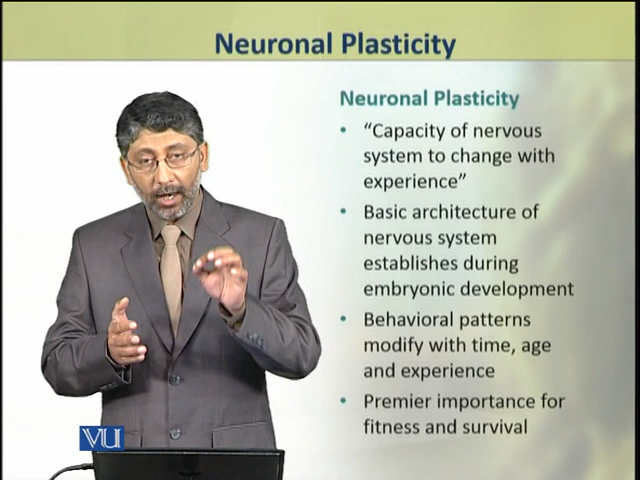 Neuronal Plasticity
Neuronal Plasticity
• “Capacity of nervous
system to change with
experience”
• Basic architecture of
nervous system
establishes during
embryonic development
• Behavioral patterns
modify with time, age
and experience
• Premier importance for
fitness and survival
VU